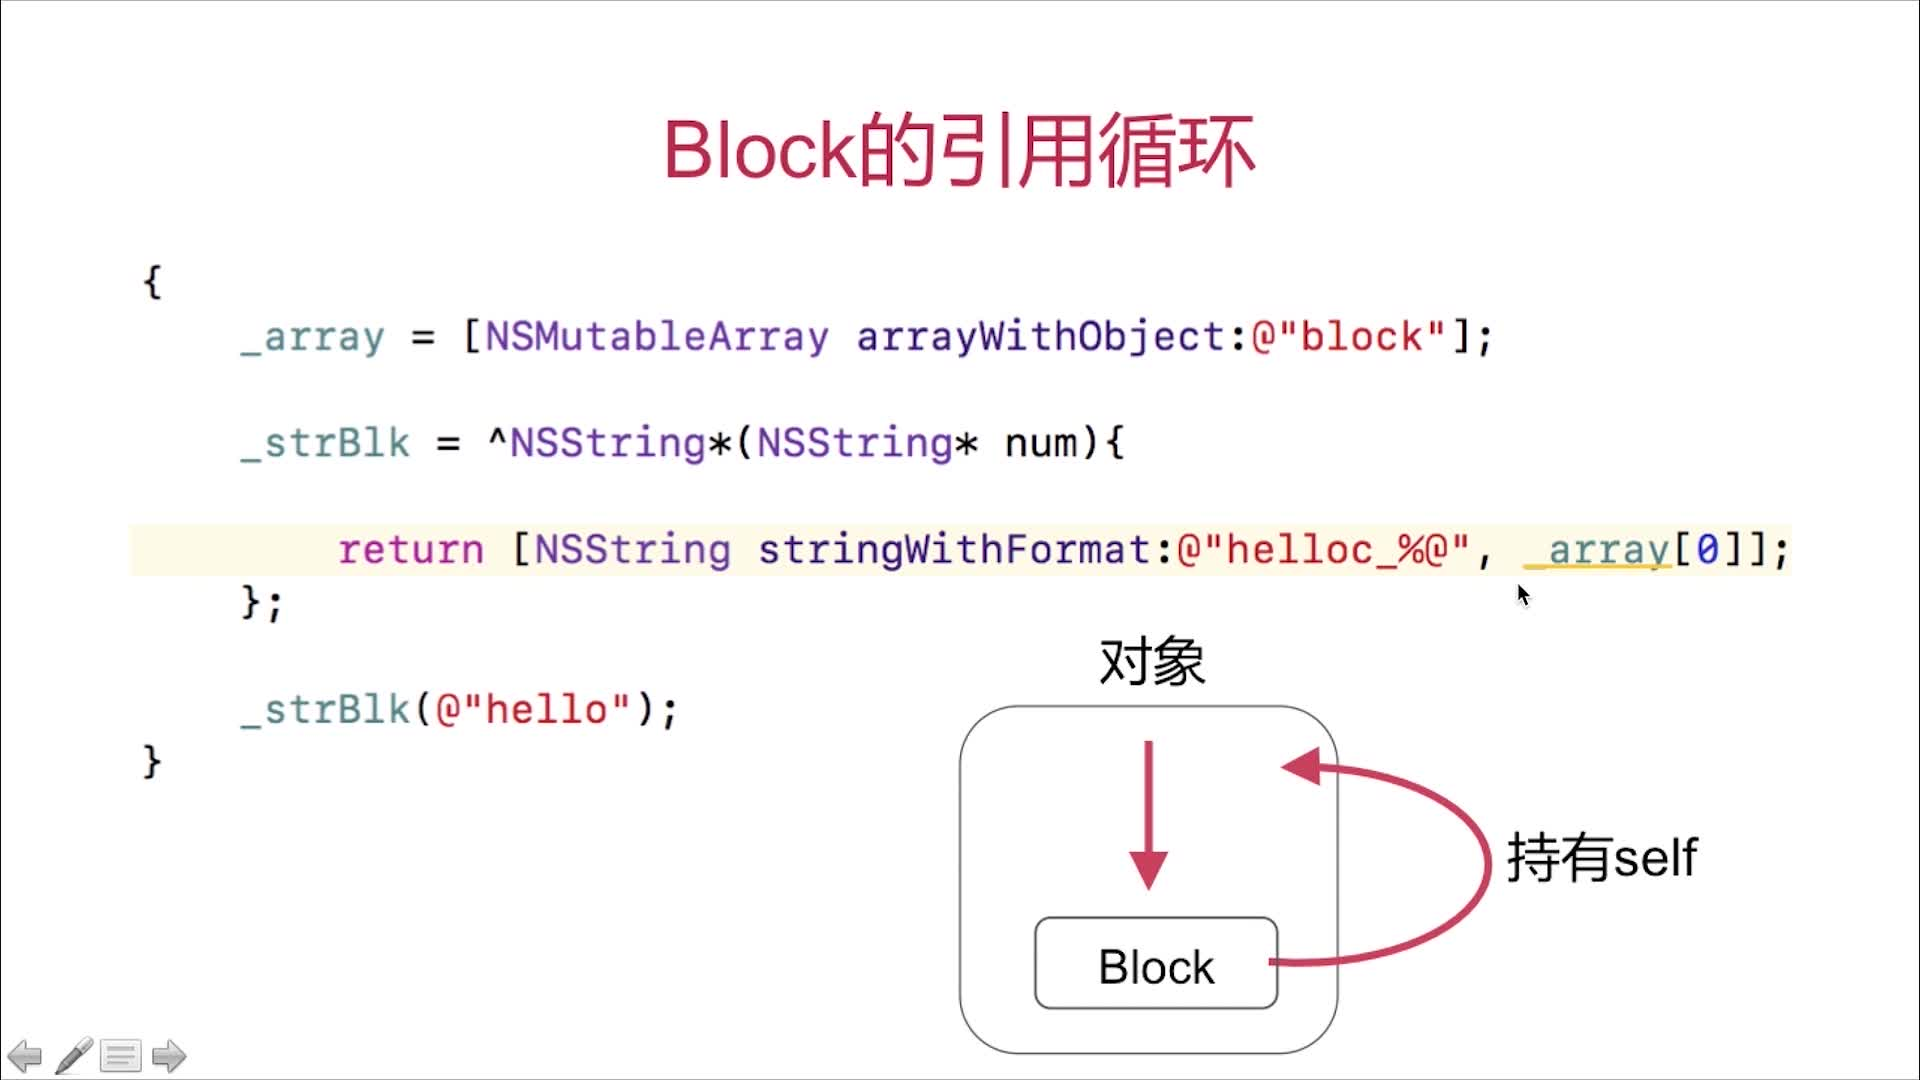 Block的引用循环
{
_array = [NSMutableArray arrayWithObject:@"block"];
_strBlk = ^NSString*(NSString* num){
return [NSString stringWithFormat:@"helloc_%@", _array[0]];
};
_strBlk(@"hello");
}
对象
持有self
Block